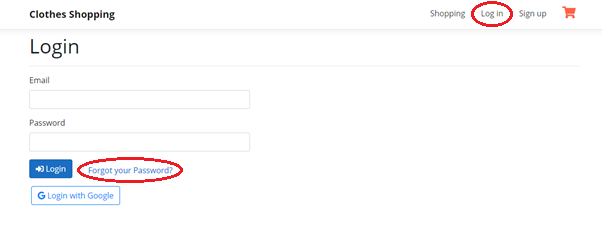 Clothes Shopping Shopping Log in Sign up
Login
Email
Password
Login Forgot your Password?
Login with Google